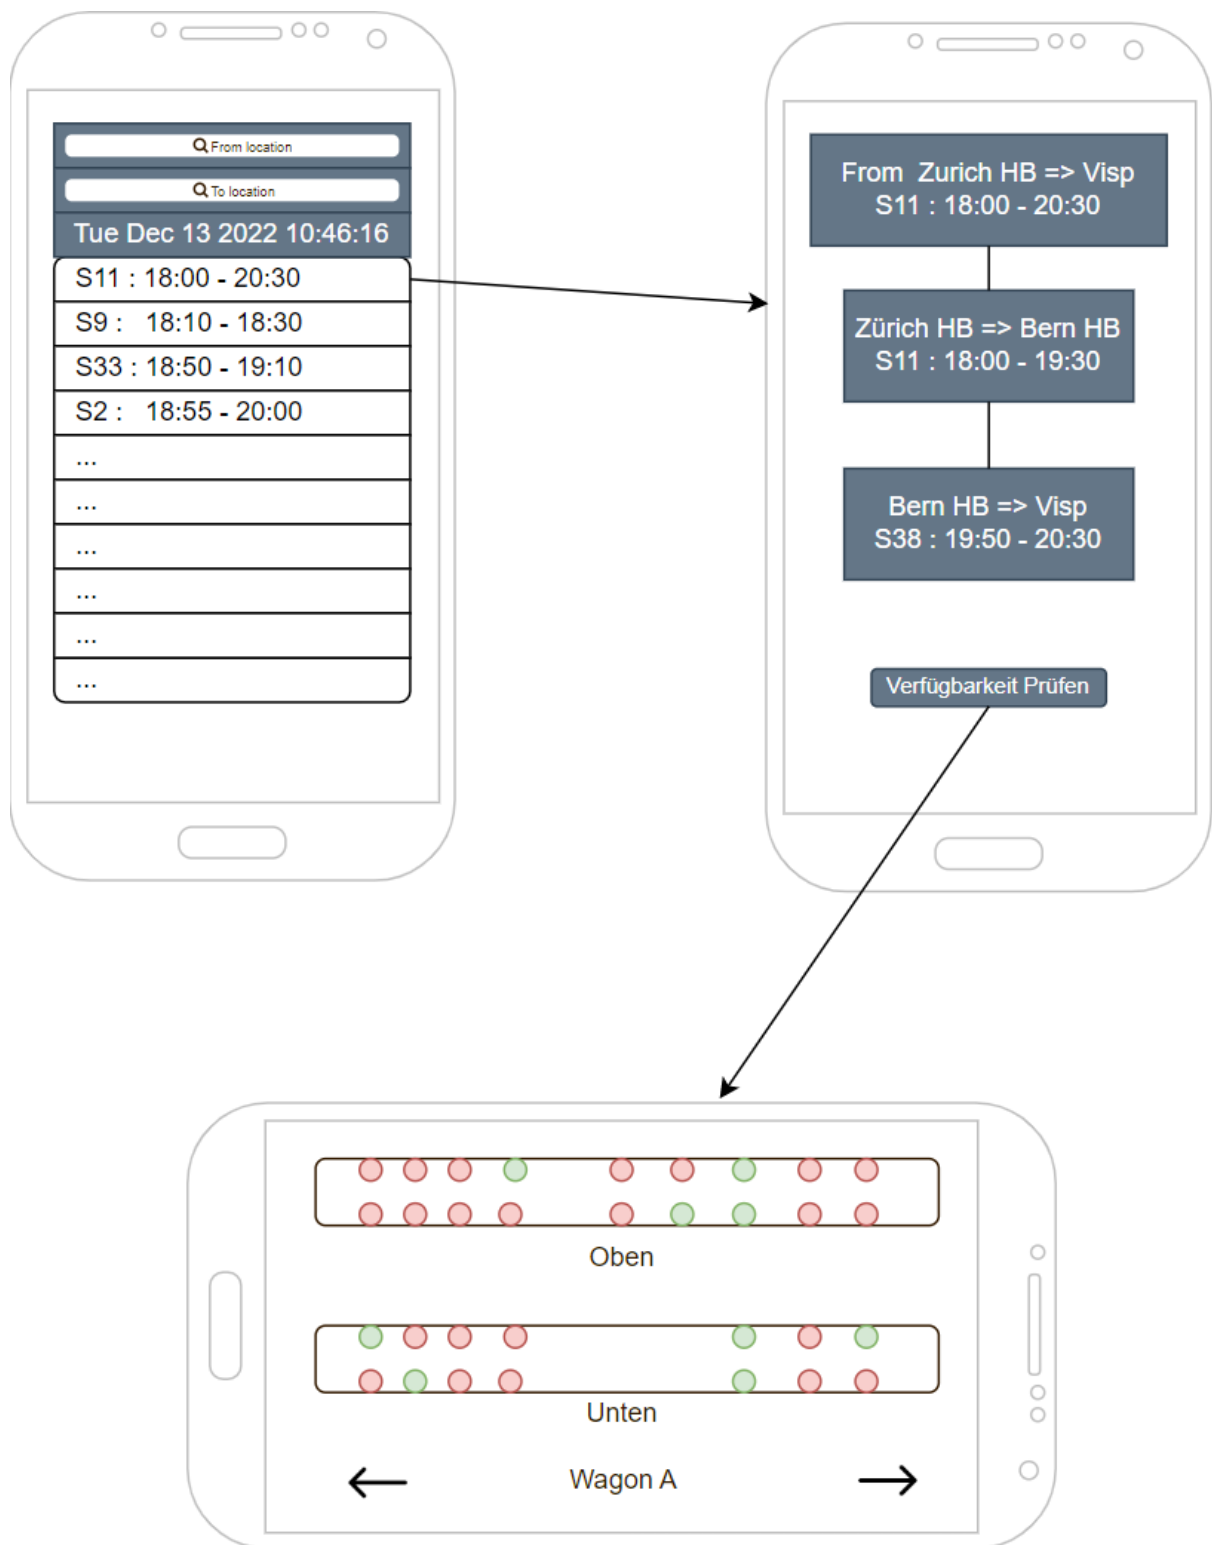 From location
To location
Tue Dec 13 2022 10:46:16
S11 : 18:00 - 20:30
S9 : 18:10 - 18:30
S33 : 18:50 - 19:10
S2 : 18:55 - 20:00
...
...
...
...
...
...
From Zurich HB => Visp
S11 : 18:00 - 20:30
Zürich HB => Bern HB
S11 : 18:00 - 19:30
Bern HB => Visp
S38 : 19:50 - 20:30
Verfügbarkeit Prüfen
Oben
Unten
Wagon A